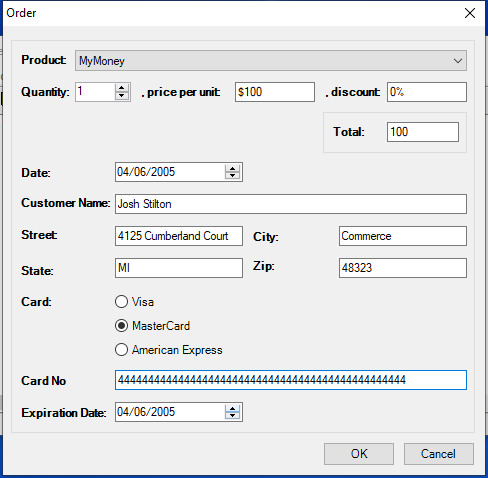 Order
Product: MyMoney
Quantity: 1 , price per unit: $100 , discount: 0%
Total: 100
Date: 04/06/2005
Customer Name: Josh Stilton
Street: 4125 Cumberland Court City: Commerce
State: MI Zip: 48323
Card: Visa
MasterCard
American Express
Card No 444444444444444444444444444444444444444444444444
Expiration Date: 04/06/2005
OK Cancel